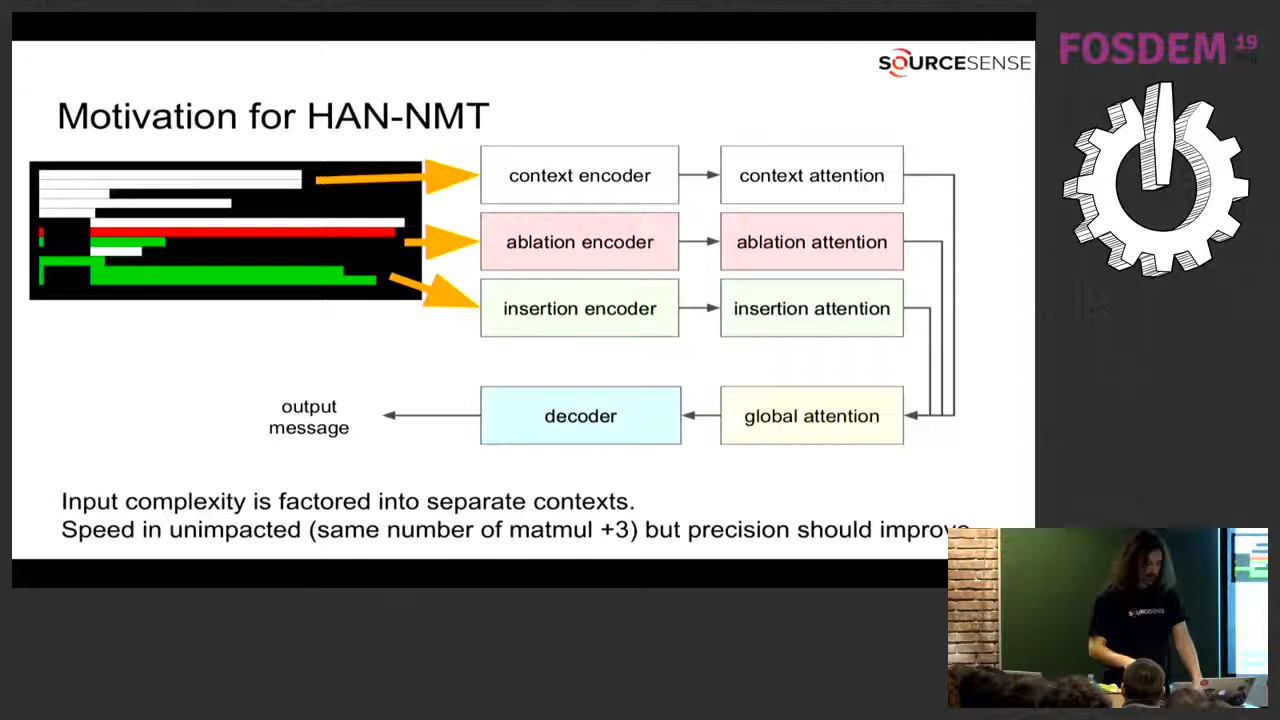 SOURCESENSE
FOSDEM 19
Motivation for HAN-NMT
context encoder
context attention
ablation encoder
ablation attention
insertion encoder
insertion attention
output
message
decoder
global attention
Input complexity is factored into separate contexts.
Speed in unimpacted (same number of matmul +3) but precision should improve
SOURCESENSE